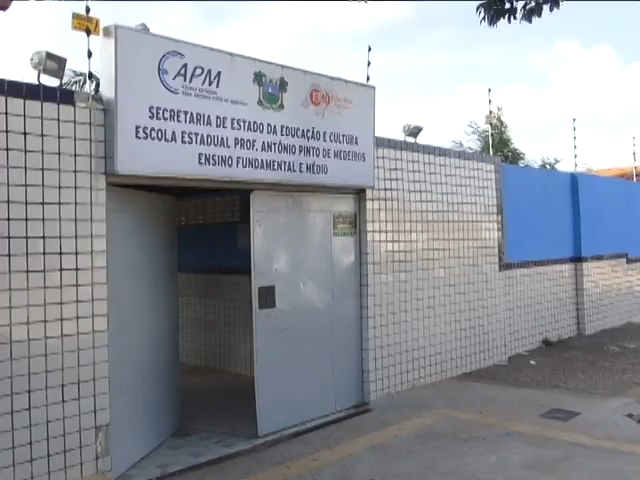 APM
SECRETARIA DE ESTADO DA EDUCAÇÃO E CULTURA
ESCOLA ESTADUAL PROF. ANTÔNIO PINTO DE MEDEIROS
ENSINO FUNDAMENTAL E MÉDIO